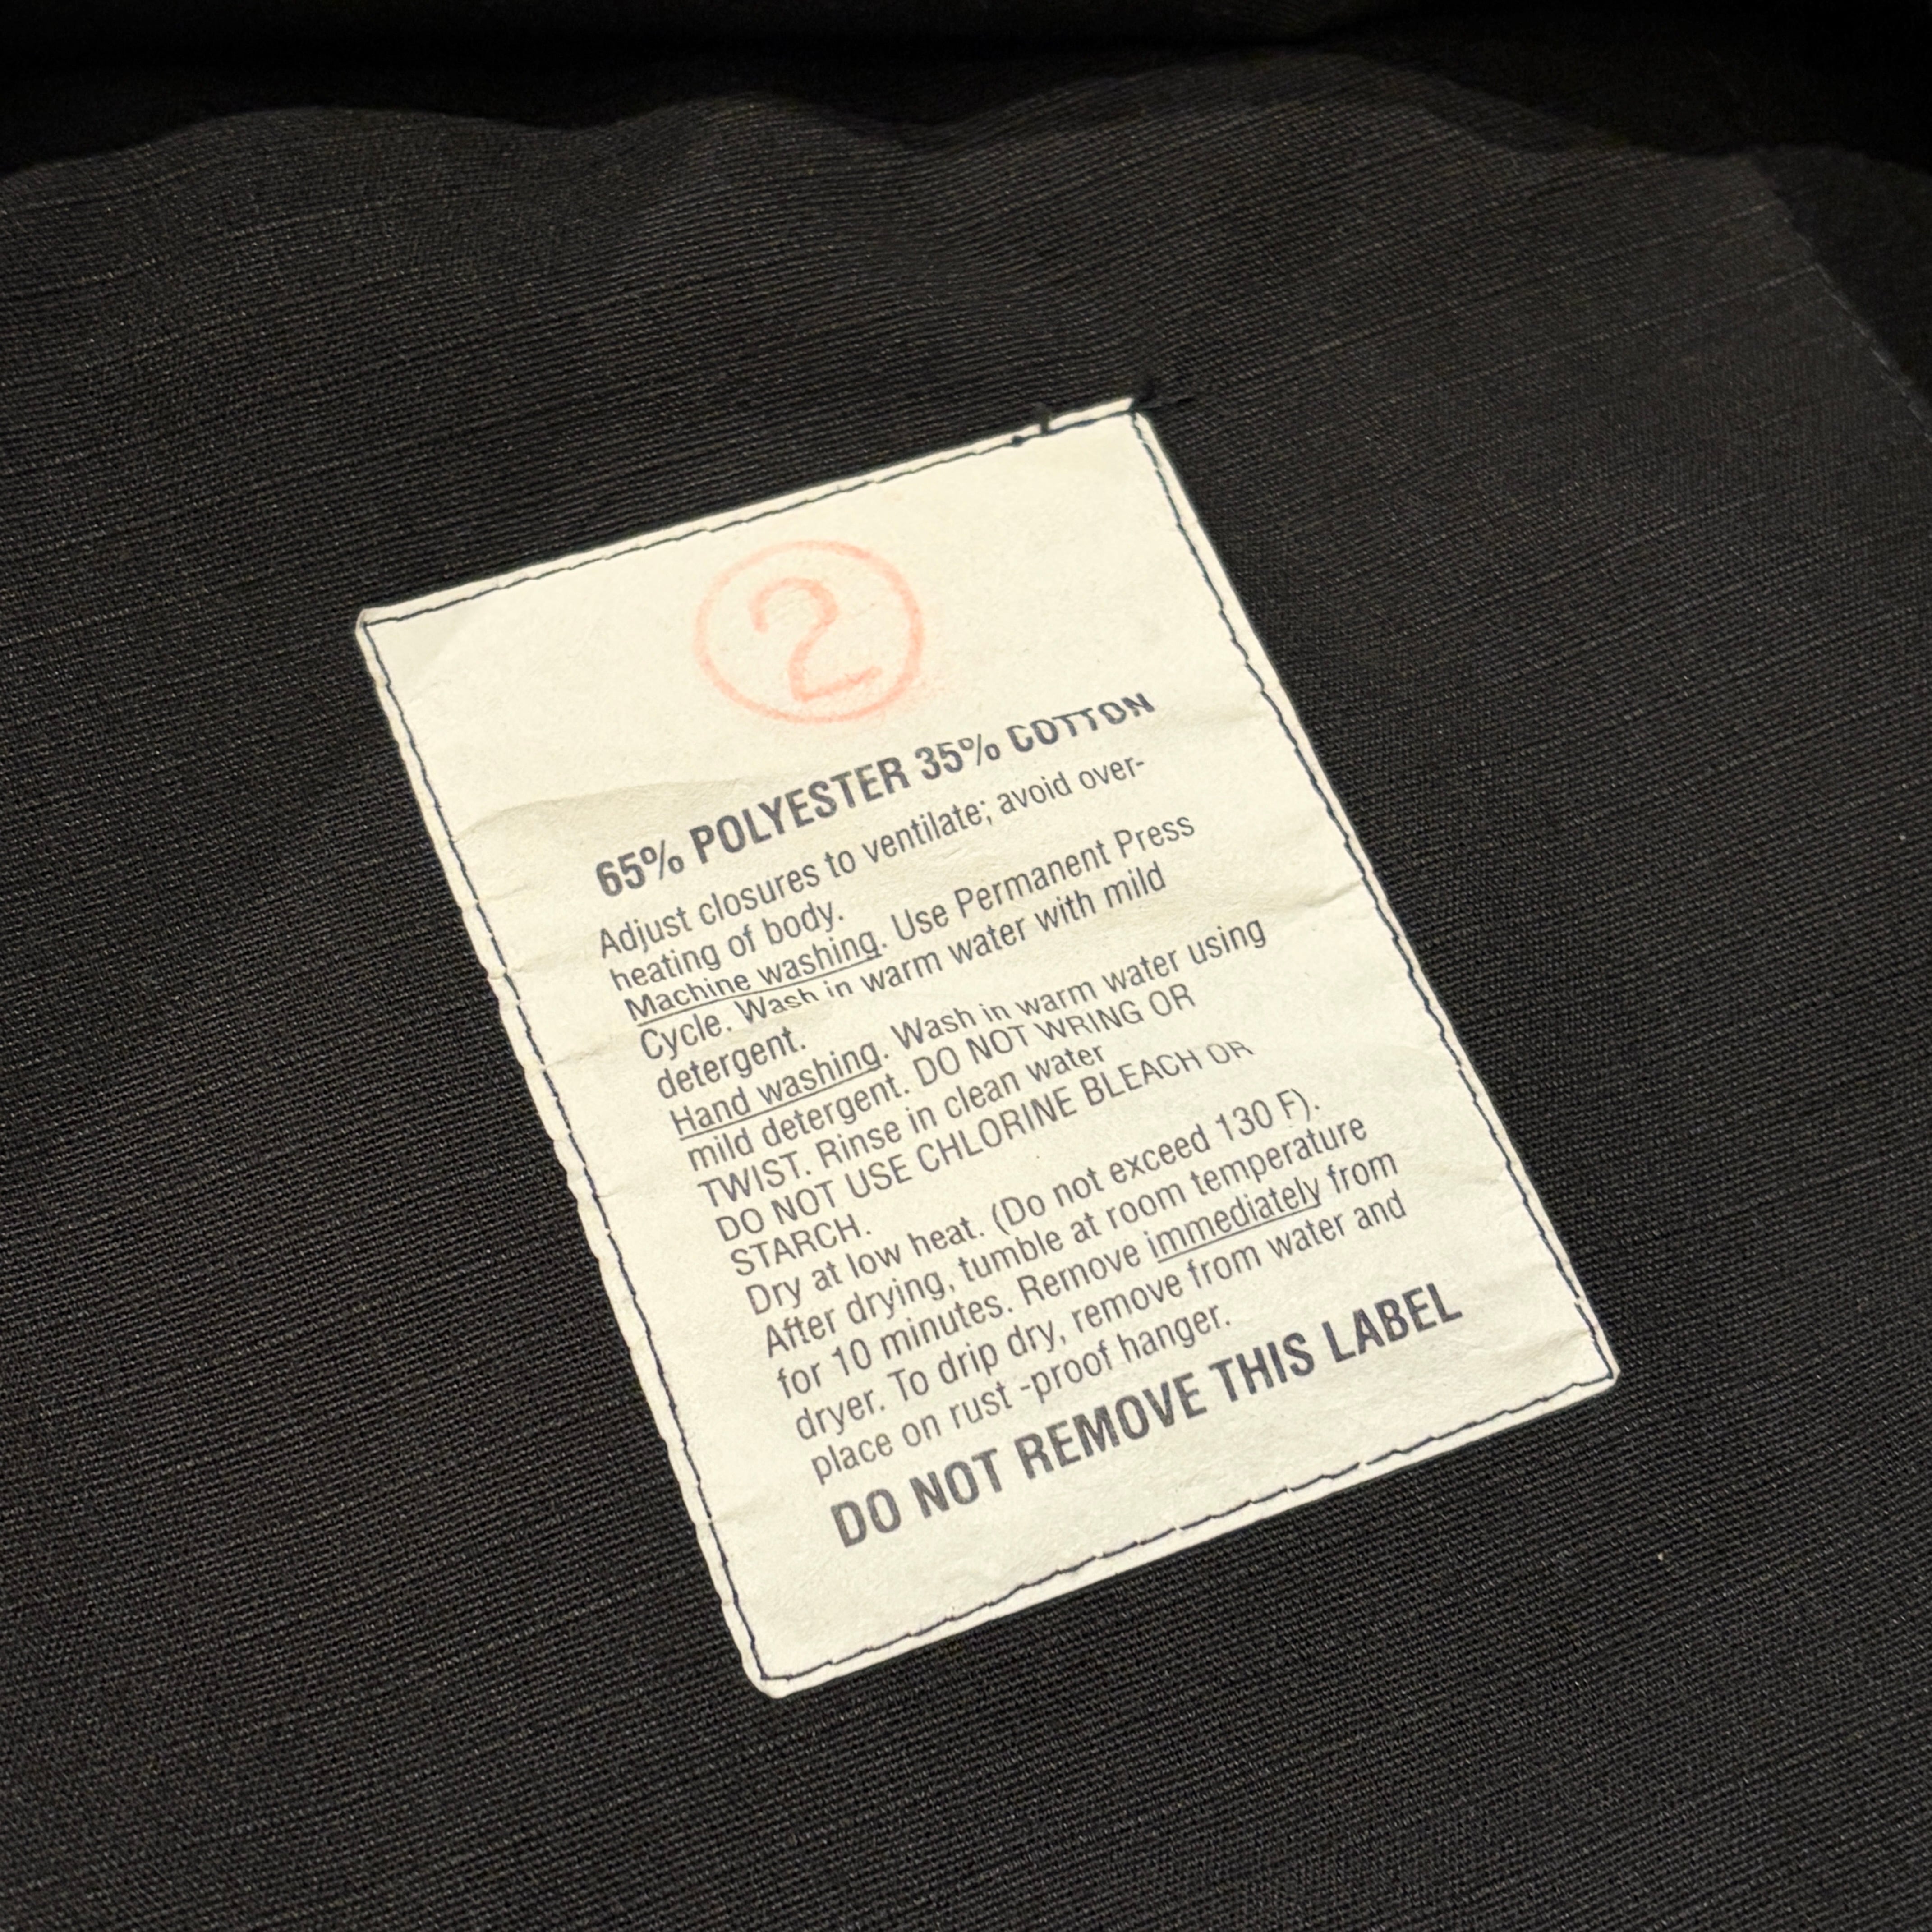 2
65% POLYESTER 35% COTTON
Adjust closures to ventilate; avoid over-
heating of body.
Machine washing. Use Permanent Press
Cycle. Wash in warm water with mild
detergent.
Hand washing. Wash in warm water using
mild detergent. DO NOT WRING OR
TWIST. Rinse in clean water
DO NOT USE CHLORINE BLEACH OR
STARCH.
Dry at low heat. (Do not exceed 130 F).
After drying, tumble at room temperature
for 10 minutes. Remove immediately from
dryer. To drip dry, remove from water and
place on rust -proof hanger.
DO NOT REMOVE THIS LABEL